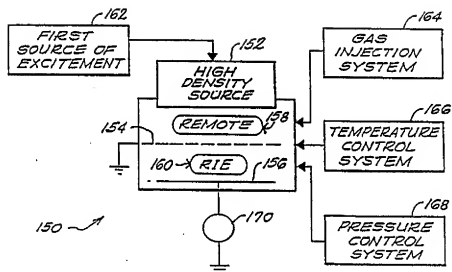 162
FIRST
SOURCE OF
EXCITEMENT
152
HIGH
DENSITY
SOURCE
164
GAS
INJECTION
SYSTEM
154
REMOTE
158
160
RIE
156
166
TEMPERATURE
CONTROL
SYSTEM
150
170
168
PRESSURE
CONTROL
SYSTEM